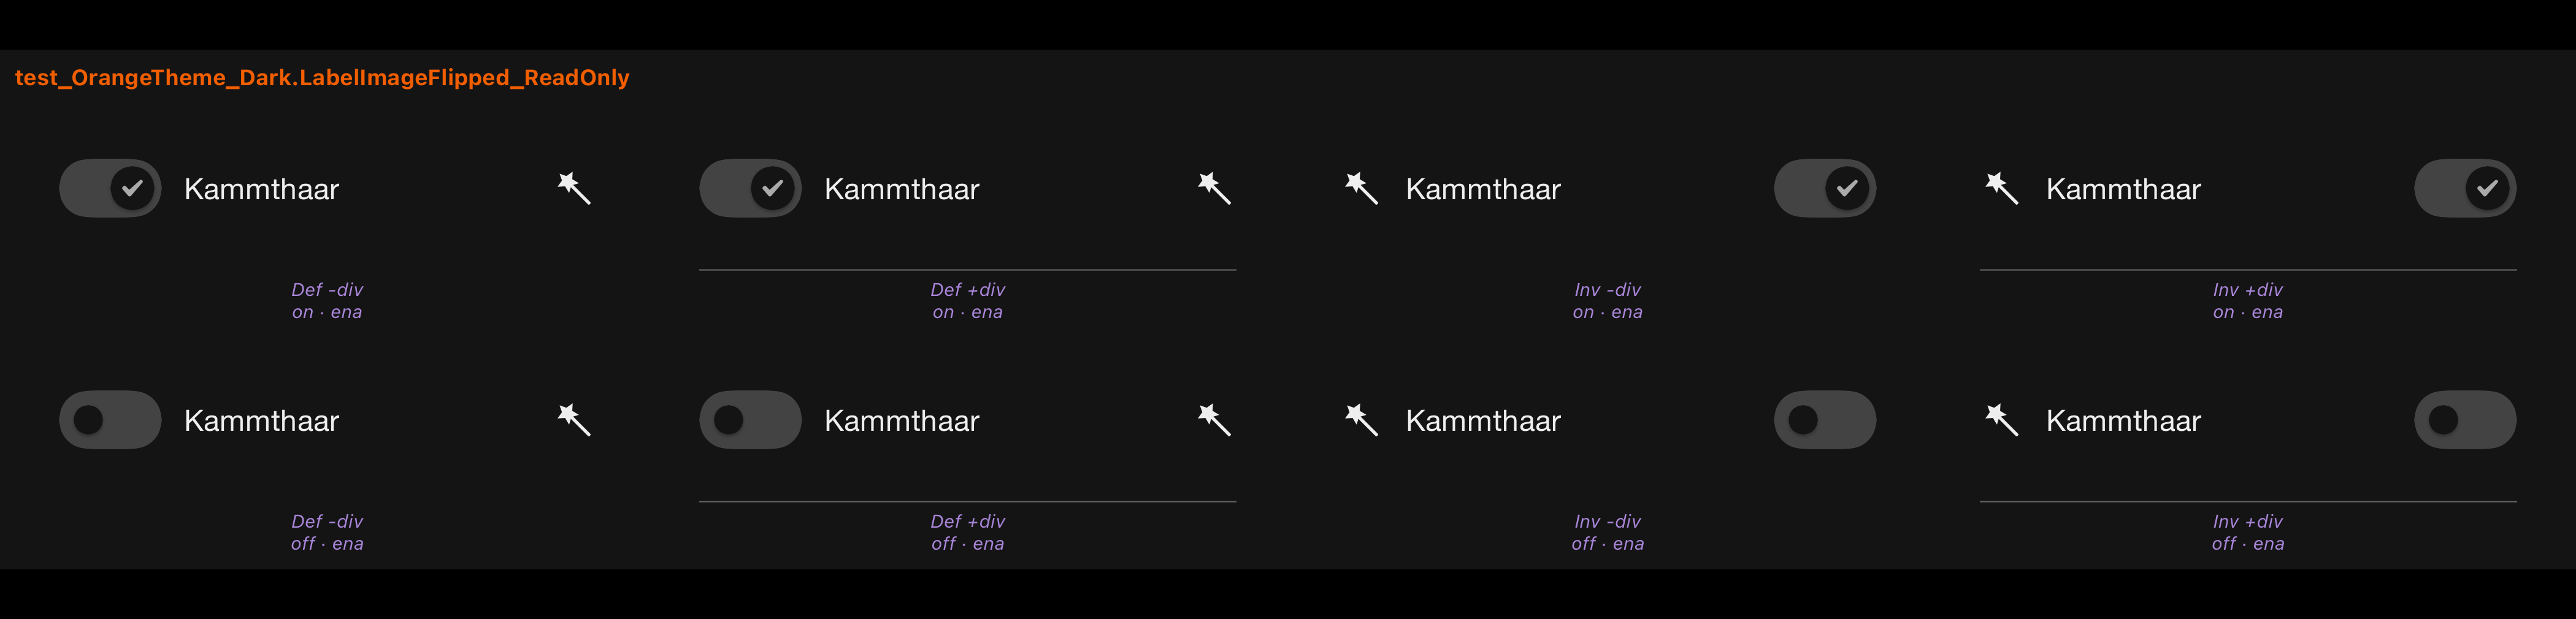 test_OrangeTheme_Dark.LabelImageFlipped_ReadOnly
Kammthaar
Kammthaar
Kammthaar
Kammthaar
Def -div
on · ena
Def +div
on · ena
Inv -div
on · ena
Inv +div
on · ena
Kammthaar
Kammthaar
Kammthaar
Kammthaar
Def -div
off · ena
Def +div
off · ena
Inv -div
off · ena
Inv +div
off · ena